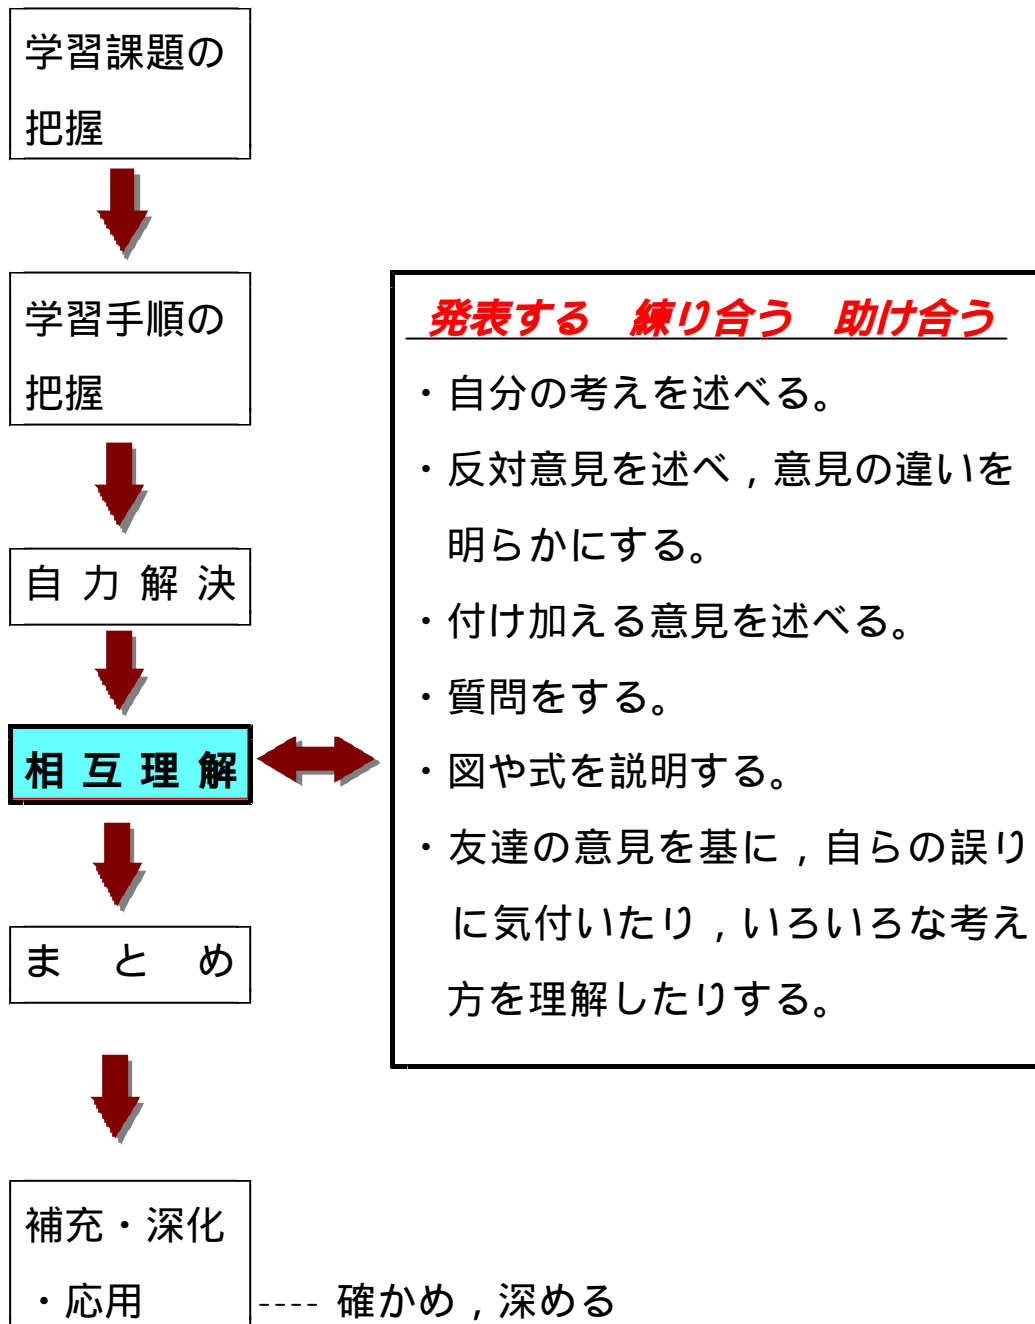 学習課題の
把握
学習手順の
把握
自力解決
相互理解
まとめ
補充・深化
・応用 ---- 確かめ，深める
発表する　練り合う　助け合う
・自分の考えを述べる。
・反対意見を述べ，意見の違いを
明らかにする。
・付け加える意見を述べる。
・質問をする。
・図や式を説明する。
・友達の意見を基に，自らの誤り
に気付いたり，いろいろな考え
方を理解したりする。